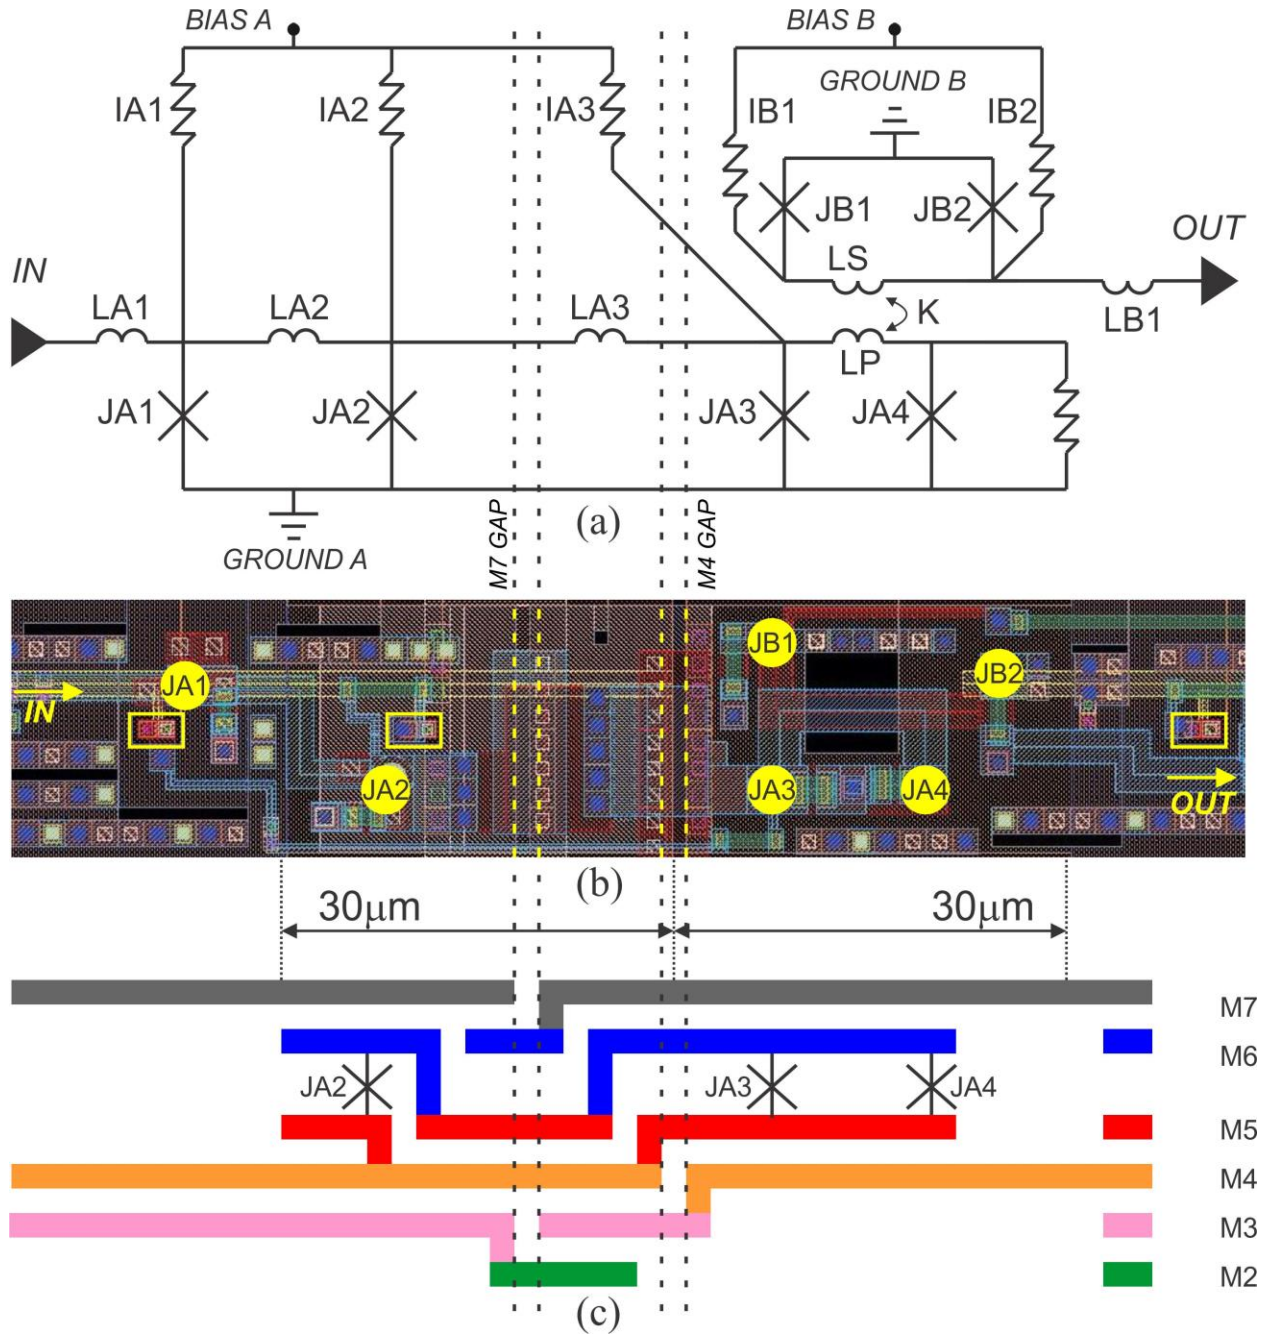 BIAS A
BIAS B
GROUND B
IA1
IA2
IA3
IB1
IB2
JB1
JB2
OUT
IN
LS
LA1
LA2
LA3
K
LB1
LP
JA1
JA2
JA3
JA4
GROUND A
(a)
M7 GAP
M4 GAP
JB1
JA1
JB2
IN
JA2
JA3
JA4
OUT
(b)
30μm
30μm
M7
M6
JA2
JA3
JA4
M5
M4
M3
M2
(c)